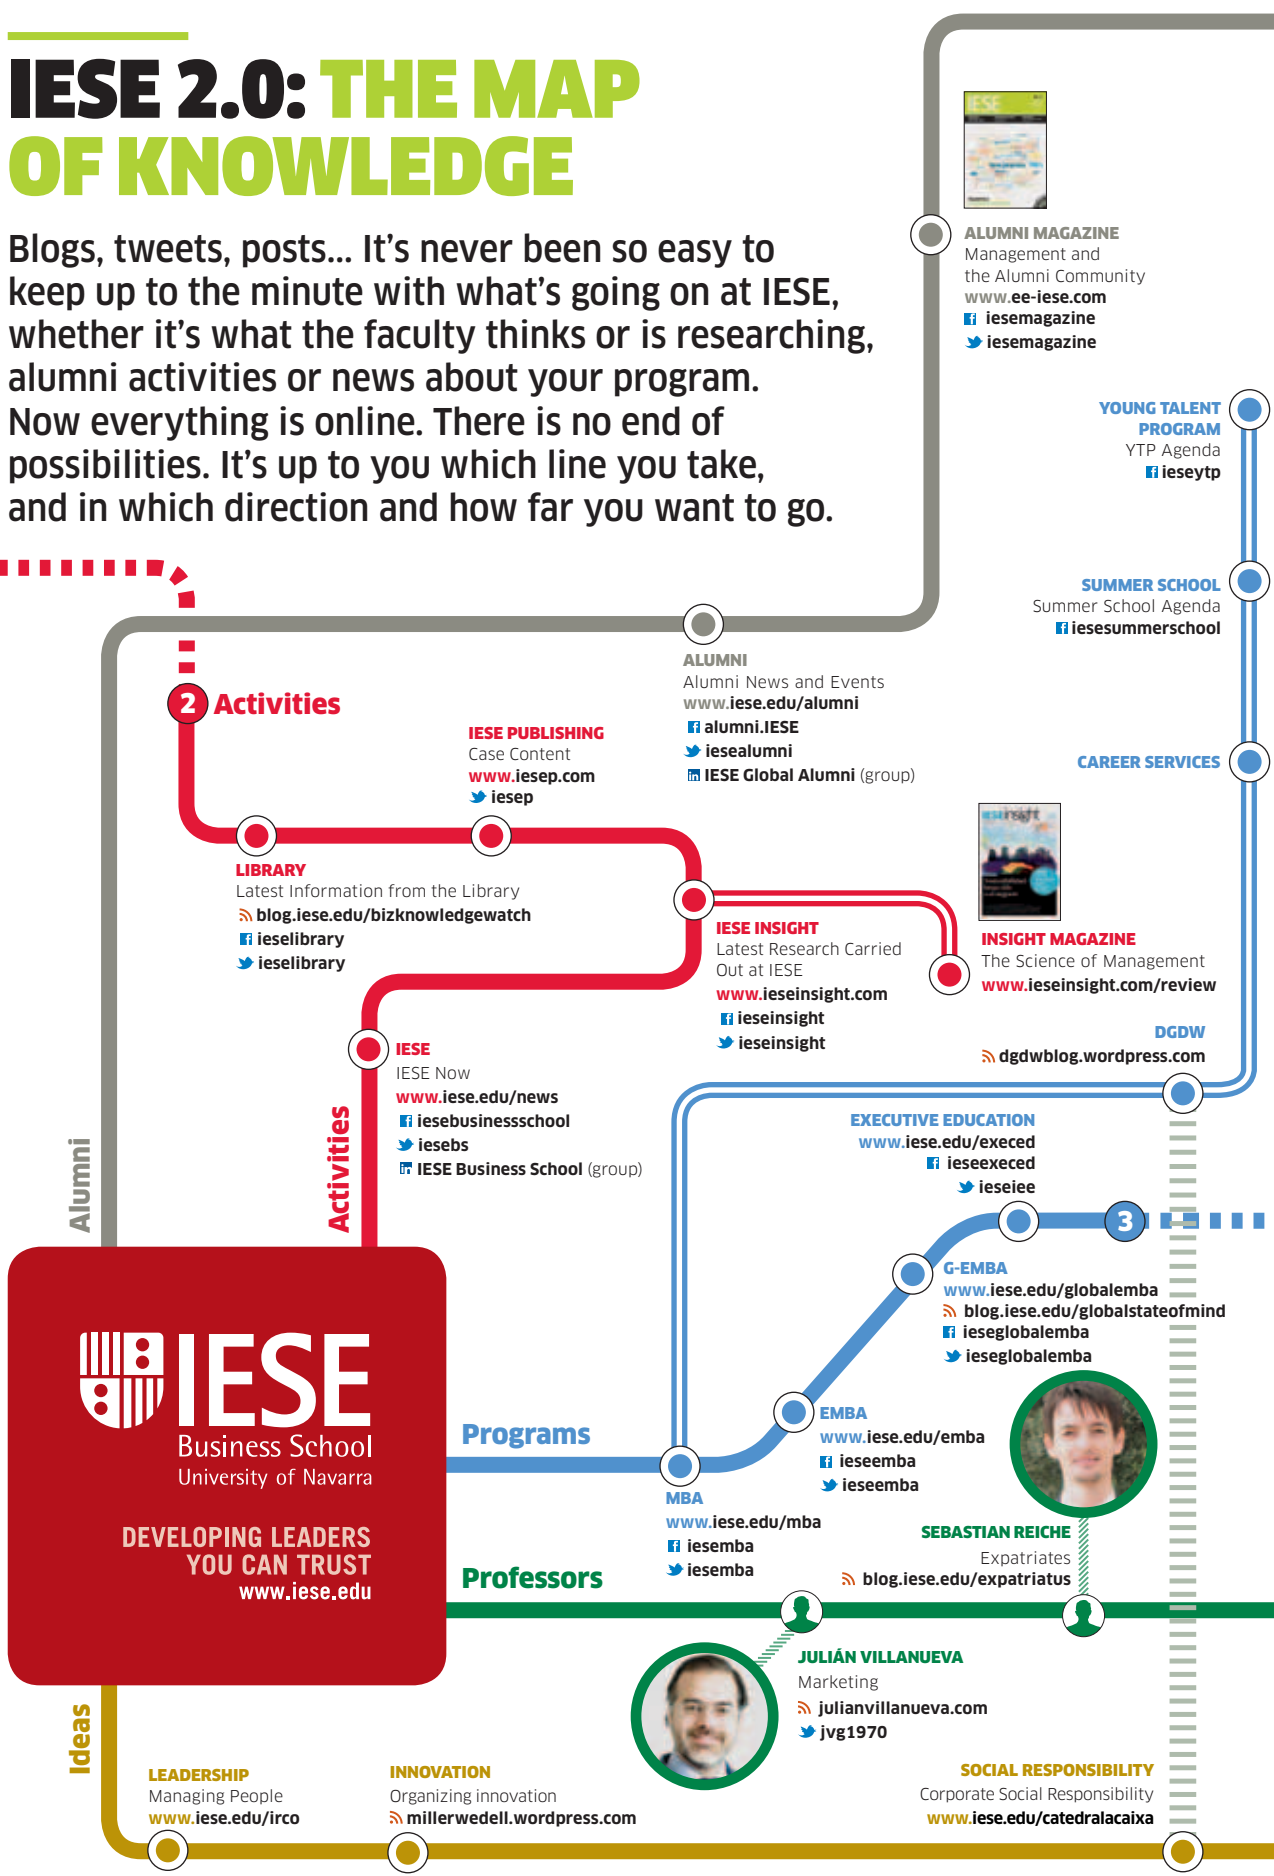 IESE 2.0: THE MAP
OF KNOWLEDGE
Blogs, tweets, posts... It's never been so easy to
keep up to the minute with what's going on at IESE,
whether it's what the faculty thinks or is researching,
alumni activities or news about your program.
Now everything is online. There is no end of
possibilities. It's up to you which line you take,
and in which direction and how far you want to go.
IESE
ALUMNI MAGAZINE
Management and
the Alumni Community
www.ee-iese.com
iesemagazine
iesemagazine
YOUNG TALENT
PROGRAM
YTP Agenda
ieseytp
SUMMER SCHOOL
Summer School Agenda
iesesummerschool
CAREER SERVICES
ALUMNI
Alumni News and Events
www.iese.edu/alumni
alumni.IESE
iesealumni
IESE Global Alumni (group)
2 Activities
IESE PUBLISHING
Case Content
www.iesep.com
iesep
LIBRARY
Latest Information from the Library
blog.iese.edu/bizknowledgewatch
ieselibrary
ieselibrary
IESE INSIGHT
Latest Research Carried
Out at IESE
www.ieseinsight.com
ieseinsight
ieseinsight
ieseinsight
INSIGHT MAGAZINE
The Science of Management
www.ieseinsight.com/review
DGDW
dgdwblog.wordpress.com
IESE
IESE Now
www.iese.edu/news
iesebusinessschool
iesebs
IESE Business School (group)
Alumni
Activities
EXECUTIVE EDUCATION
www.iese.edu/execed
ieseexeced
ieseiee
3
G-EMBA
www.iese.edu/globalemba
blog.iese.edu/globalstateofmind
ieseglobalemba
ieseglobalemba
IESE
Business School
University of Navarra
DEVELOPING LEADERS
YOU CAN TRUST
www.iese.edu
Programs
EMBA
www.iese.edu/emba
ieseemba
ieseemba
MBA
www.iese.edu/mba
iesemba
iesemba
Professors
SEBASTIAN REICHE
Expatriates
blog.iese.edu/expatriatus
JULIÁN VILLANUEVA
Marketing
julianvillanueva.com
jvg1970
Ideas
LEADERSHIP
Managing People
www.iese.edu/irco
INNOVATION
Organizing innovation
millerwedell.wordpress.com
SOCIAL RESPONSIBILITY
Corporate Social Responsibility
www.iese.edu/catedralacaixa